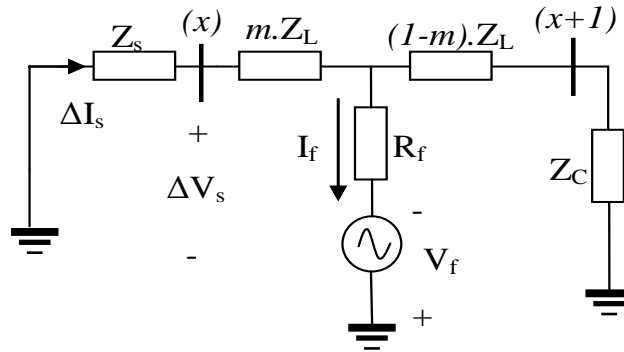 Zs (x) m.ZL (1-m).ZL (x+1)
ΔIs + If Rf ZC
ΔVs -
- Vf
+